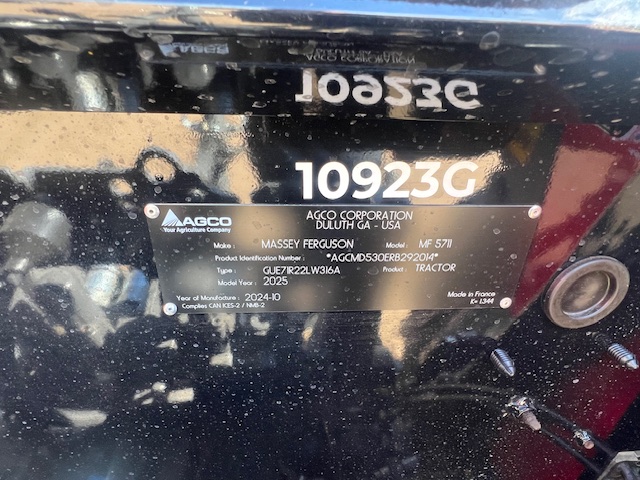 10923G
AGCO
Your Agriculture Company
AGCO CORPORATION
DULUTH GA - USA
Make : MASSEY FERGUSON Model : MF 5711
Product Identification Number : *AGCMD530ERB292014*
Type : GUE71R22LW316A Product : TRACTOR
Model Year : 2025
Year of Manufacture : 2024-10
Complies CAN ICES-2 / NMB-2
Made in France
K- L344